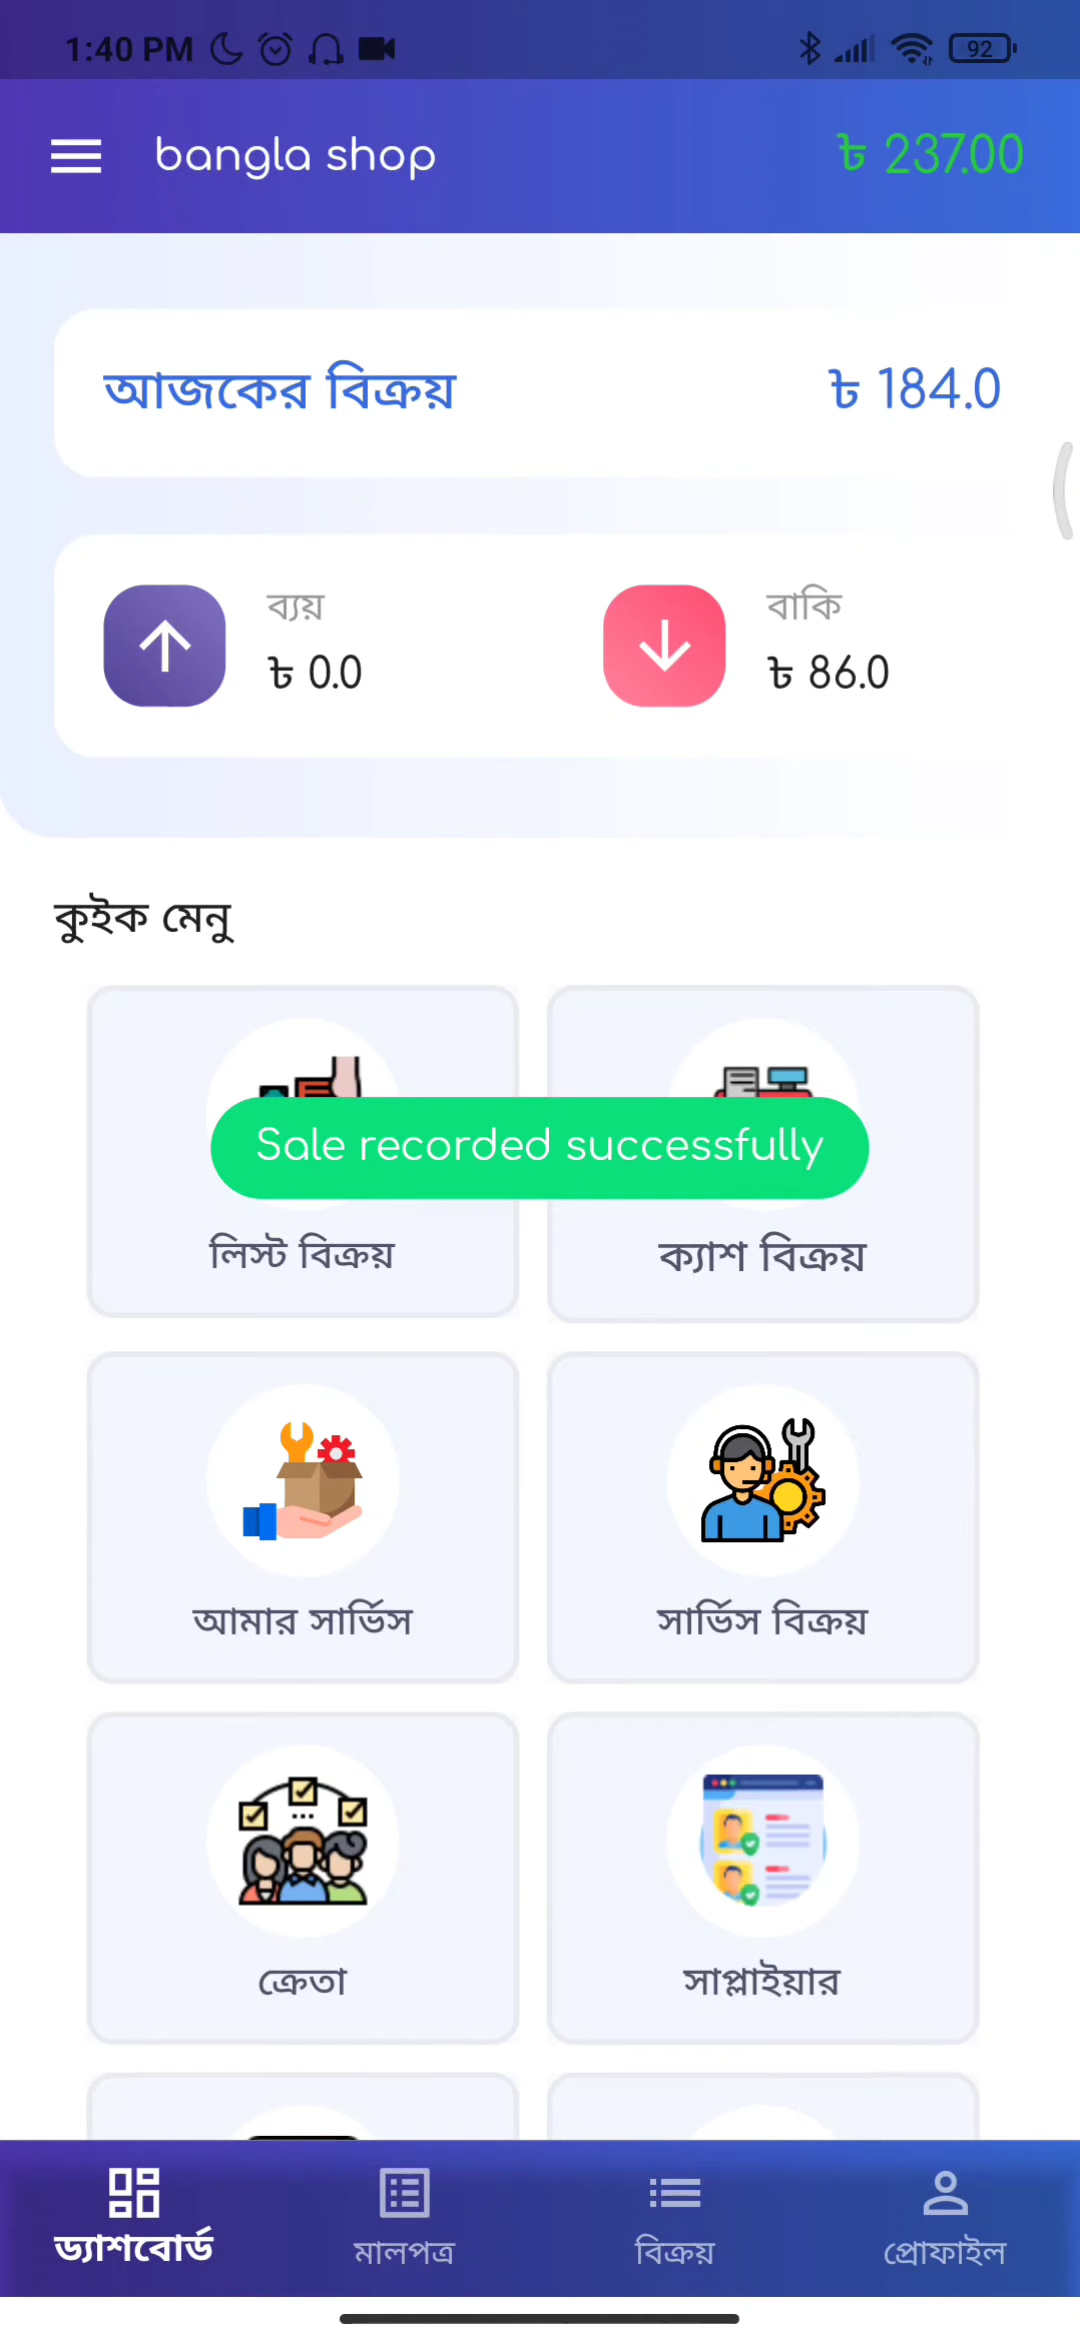 1:40 PM 92
bangla shop ৳ 237.00
আজকের বিক্রয় ৳ 184.0
ব্যয় বাকি
৳ 0.0 ৳ 86.0
কুইক মেনু
Sale recorded successfully
লিস্ট বিক্রয় ক্যাশ বিক্রয়
আমার সার্ভিস সার্ভিস বিক্রয়
ক্রেতা সাপ্লাইয়ার
ড্যাশবোর্ড মালপত্র বিক্রয় প্রোফাইল